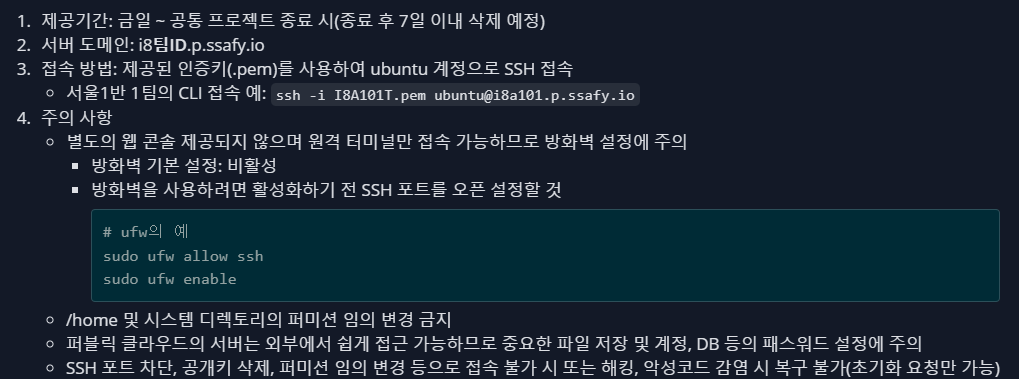 1. 제공기간: 금일 ~ 공통 프로젝트 종료 시(종료 후 7일 이내 삭제 예정)
2. 서버 도메인: i8팀ID.p.ssafy.io
3. 접속 방법: 제공된 인증키(.pem)를 사용하여 ubuntu 계정으로 SSH 접속
서울1반 1팀의 CLI 접속 예: ssh -i I8A101T.pem ubuntu@i8a101.p.ssafy.io
4. 주의 사항
별도의 웹 콘솔 제공되지 않으며 원격 터미널만 접속 가능하므로 방화벽 설정에 주의
방화벽 기본 설정: 비활성
방화벽을 사용하려면 활성화하기 전 SSH 포트를 오픈 설정할 것
# ufw의 예
sudo ufw allow ssh
sudo ufw enable
/home 및 시스템 디렉토리의 퍼미션 임의 변경 금지
퍼블릭 클라우드의 서버는 외부에서 쉽게 접근 가능하므로 중요한 파일 저장 및 계정, DB 등의 패스워드 설정에 주의
SSH 포트 차단, 공개키 삭제, 퍼미션 임의 변경 등으로 접속 불가 시 또는 해킹, 악성코드 감염 시 복구 불가(초기화 요청만 가능)